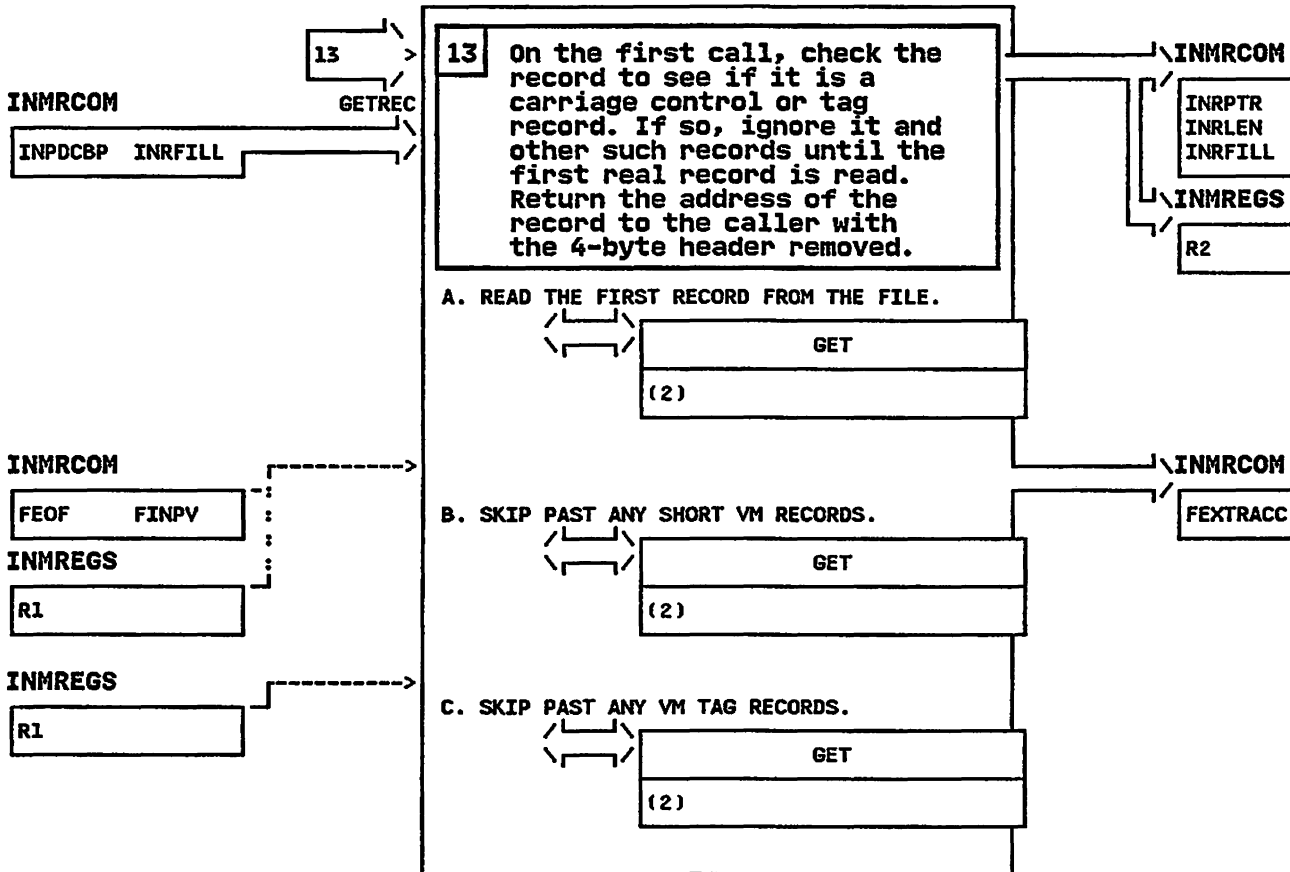 13
INMRCOM
GETREC
INPDCBP INRFILL
13 On the first call, check the
record to see if it is a
carriage control or tag
record. If so, ignore it and
other such records until the
first real record is read.
Return the address of the
record to the caller with
the 4-byte header removed.
INMRCOM
INRPTR
INRLEN
INRFILL
INMREGS
R2
A. READ THE FIRST RECORD FROM THE FILE.
GET
(2)
INMRCOM
FEOF FINPV
INMREGS
R1
INMRCOM
FEXTRACC
B. SKIP PAST ANY SHORT VM RECORDS.
GET
(2)
INMREGS
R1
C. SKIP PAST ANY VM TAG RECORDS.
GET
(2)